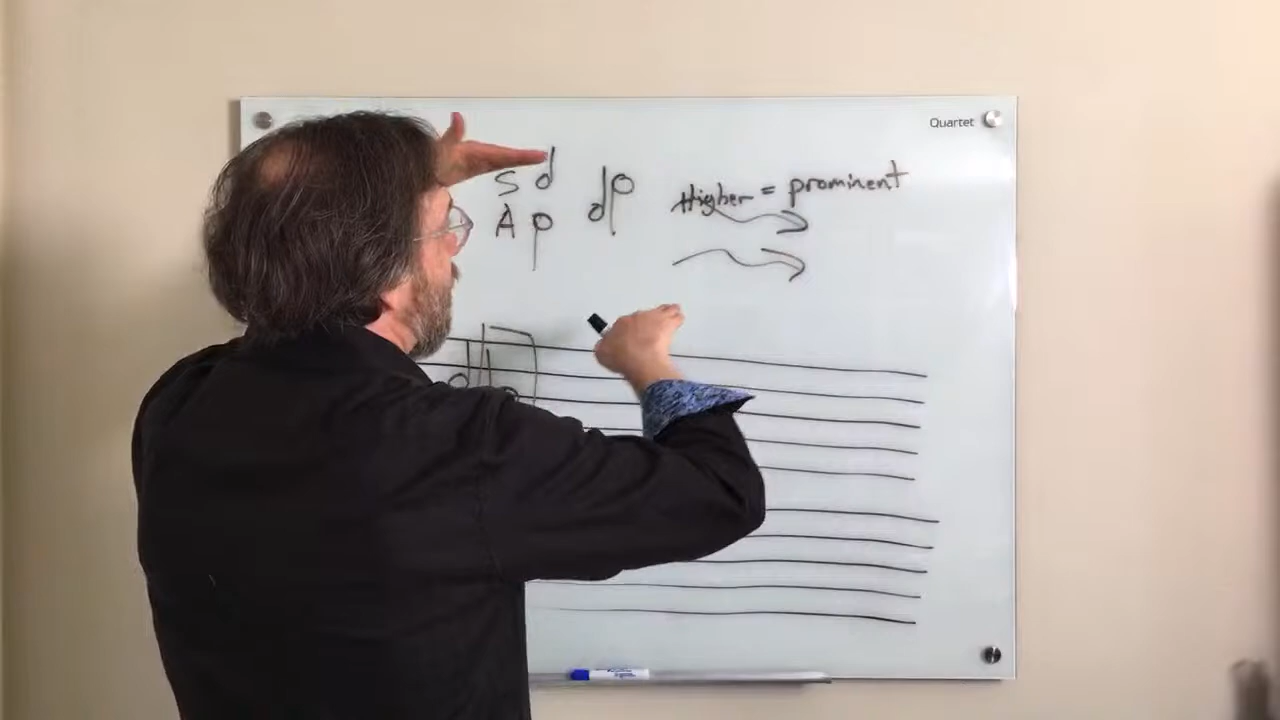 Quartet
S
A
Higher = prominent